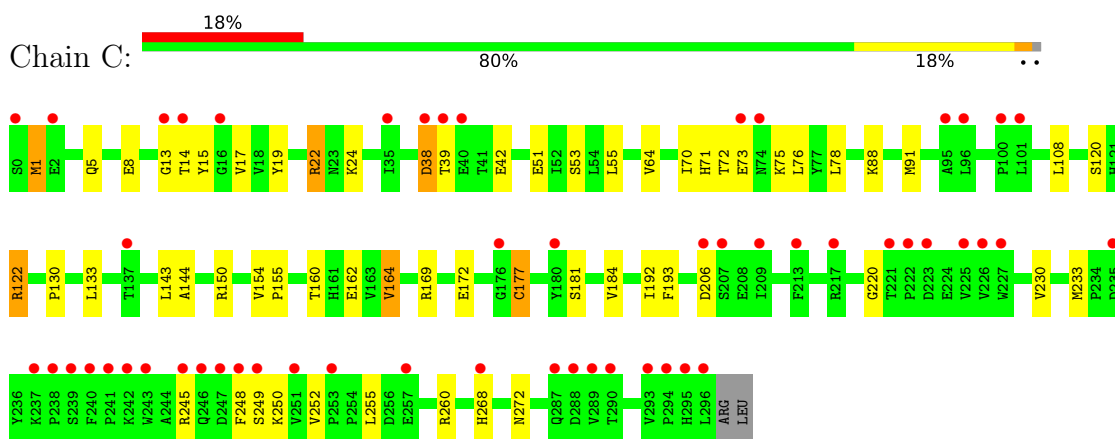 18%
Chain C:
80% 18% ..
S0 M1 E2 Q5 E8 G13 T14 Y15 G16 V17 V18 Y19 R22 N23 K24 I35 D38 T39 E40 T41 E42 E51 I52 S53 L54 L55 V64 I70 H71 T72 E73 N74 K75 L76 Y77 L78 K88 M91 A95 L96 P100 L101 L108 S120 H121
R122 P130 L133 T137 L143 A144 R150 V154 P155 T160 H161 E162 V163 V164 R169 E172 G176 C177 Y180 S181 V184 I192 F193 D206 S207 E208 I209 F213 R217 G220 T221 P222 D223 E224 V225 V226 W227 V230 M233 P234 D235
Y236 K237 P238 S239 F240 P241 K242 W243 A244 R245 Q246 D247 F248 S249 K250 V251 V252 P253 P254 L255 D256 E257 R260 H268 N272 Q287 D288 V289 T290 V293 P294 H295 L296 ARG LEU